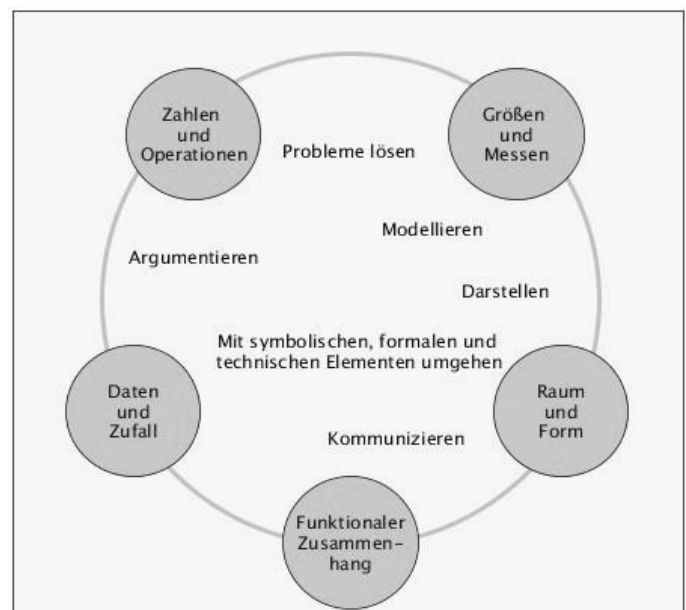 Zahlen
und
Operationen
Größen
und
Messen
Probleme lösen
Modellieren
Argumentieren
Darstellen
Mit symbolischen, formalen und
technischen Elementen umgehen
Daten
und
Zufall
Raum
und
Form
Kommunizieren
Funktionaler
Zusammen-
hang